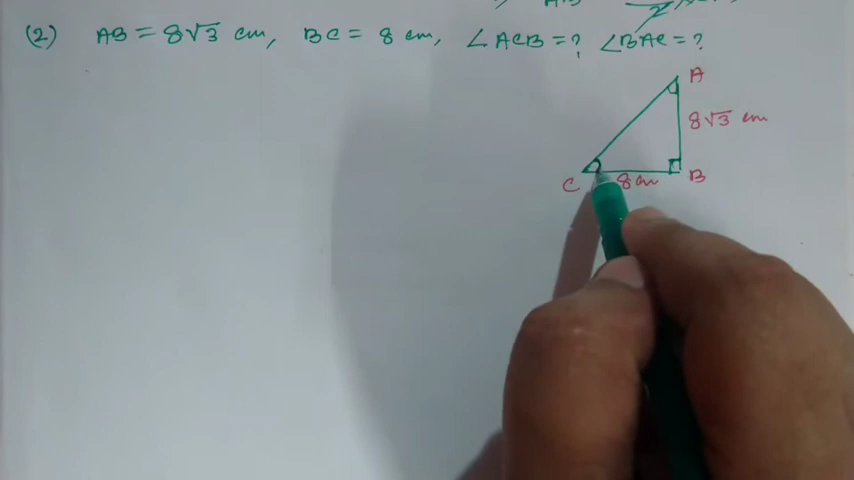 (2) AB = 8√3 cm, BC = 8 cm, ∠ACB = ? ∠BAC = ?
A
8√3 cm
C 8 cm B